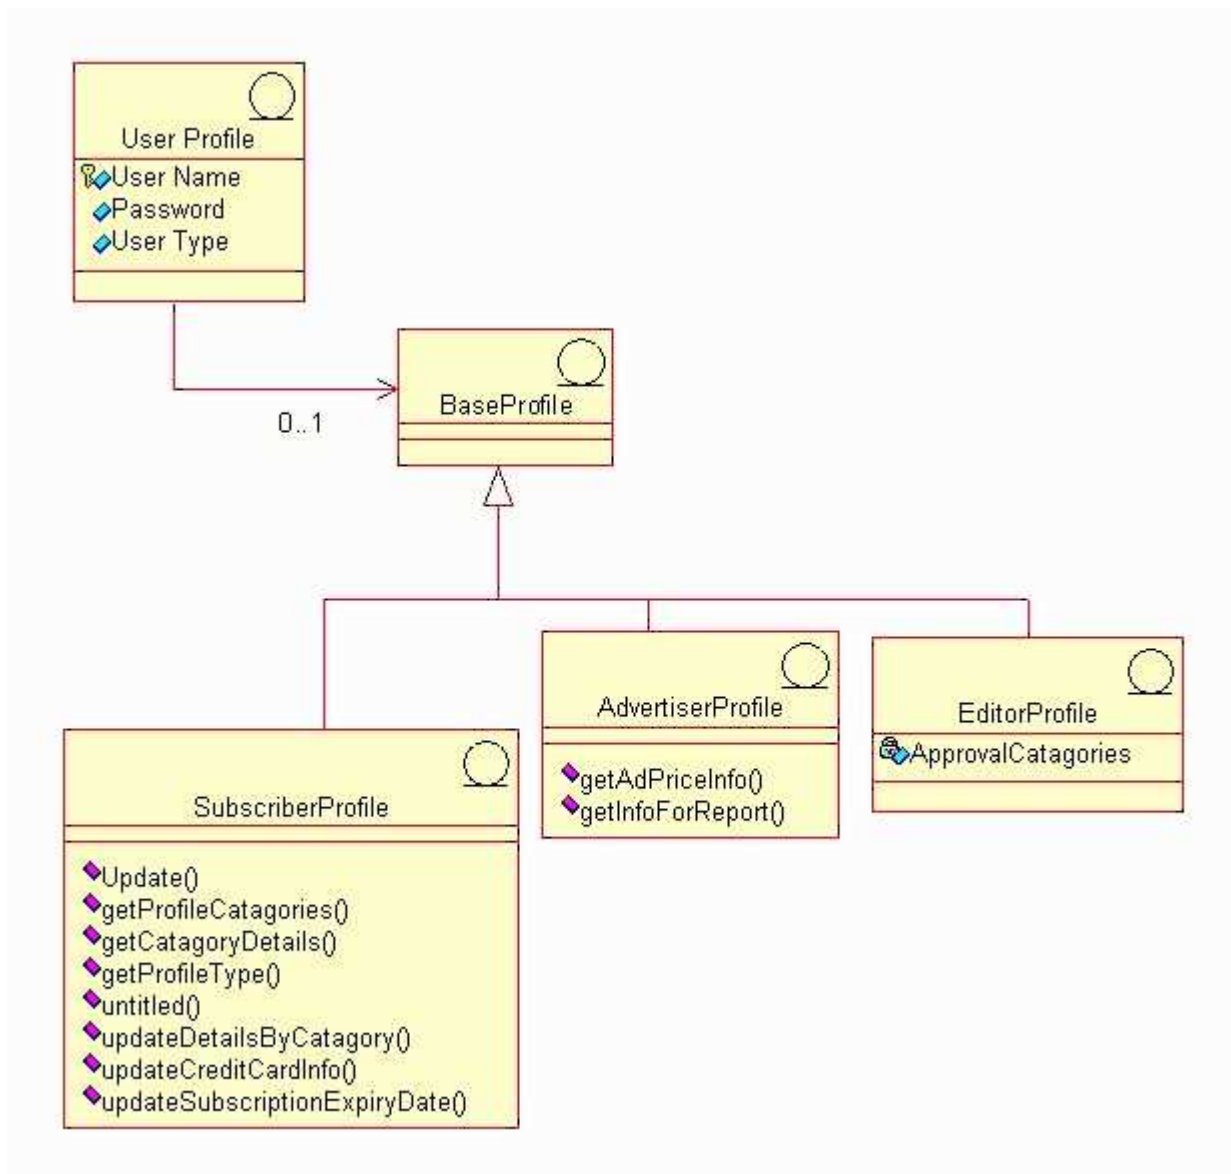 User Profile
User Name
Password
User Type
0..1
BaseProfile
SubscriberProfile
Update()
getProfileCatagories()
getCatagoryDetails()
getProfileType()
untitled()
updateDetailsByCatagory()
updateCreditCardInfo()
updateSubscriptionExpiryDate()
AdvertiserProfile
getAdPriceInfo()
getInfoForReport()
EditorProfile
ApprovalCatagories